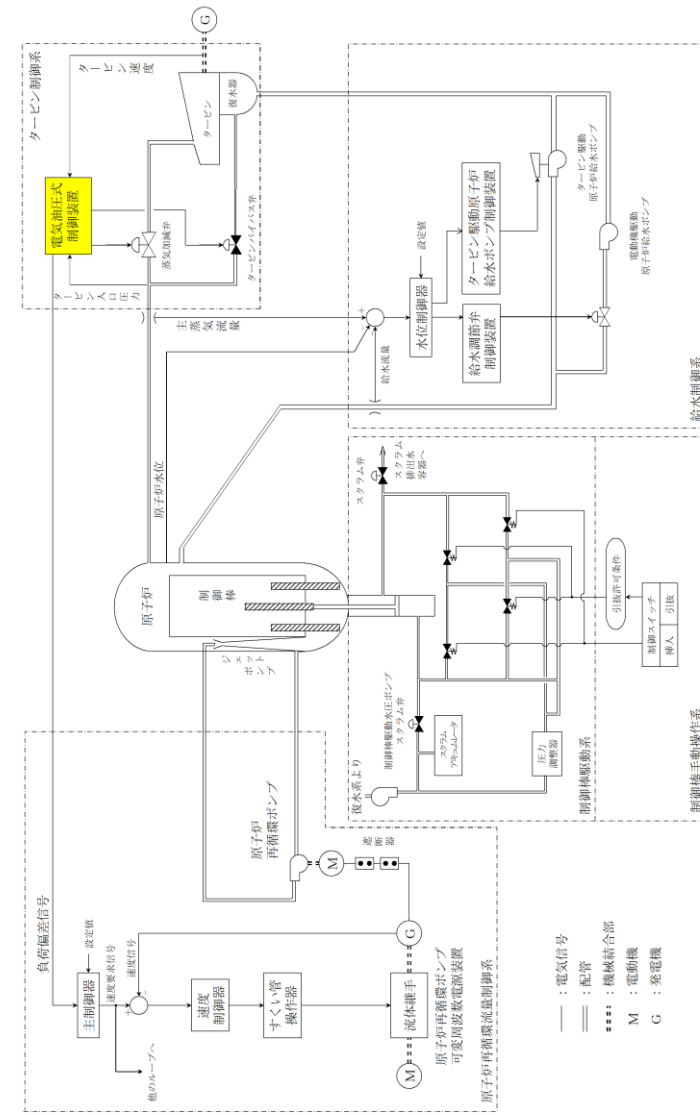 タービン制御系
タービン
速度
G
電気油圧式
制御装置
タービン
復水器
蒸気加減弁
タービンバイパス弁
タービン入口圧力
負荷偏差信号
主蒸気
流量
原子炉水位
給水流量
+
-
水位制御器
設定値
給水調節弁
制御装置
タービン駆動原子炉
給水ポンプ制御装置
タービン駆動
原子炉給水ポンプ
電動機駆動
原子炉給水ポンプ
給水制御系
原子炉
制御棒
ジェット
ポンプ
スクラム弁
スクラム
排出水
容器へ
制御棒駆動水圧ポンプ
スクラム弁
復水系より
スクラム
アキュムレータ
圧力
調整器
制御棒駆動系
引抜許可条件
制御スイッチ
挿入
引抜
制御棒手動操作系
主制御器
設定値
速度要求信号
速度信号
+
-
他のループへ
速度
制御器
すくい管
操作器
流体継手
M
G
原子炉
再循環ポンプ
M
遮断器
原子炉再循環ポンプ
可変周波数電源装置
原子炉再循環流量制御系
:電気信号
:配管
:機械結合部
M :電動機
G :発電機